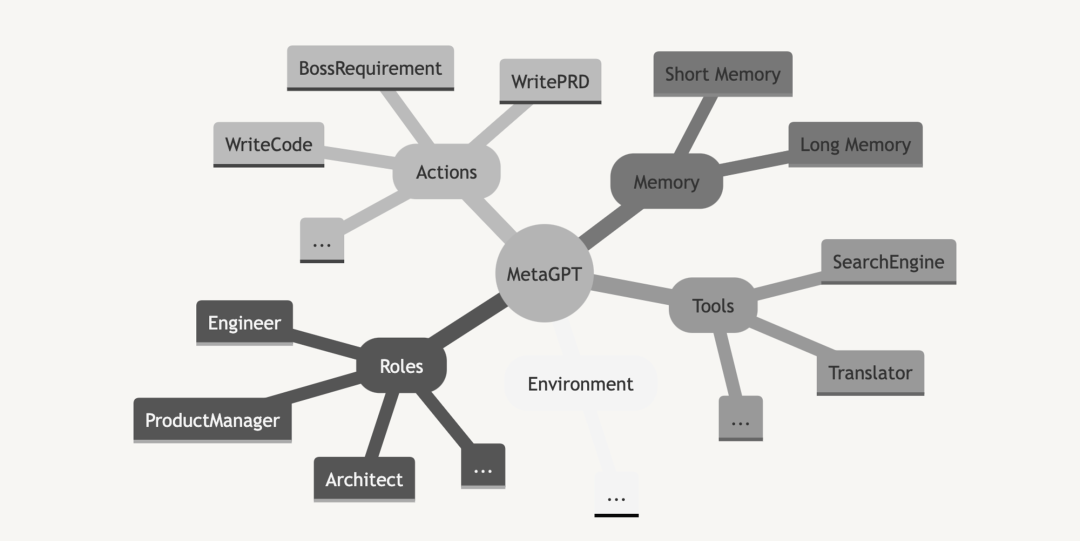 BossRequirement
WritePRD
WriteCode
Actions
...
Short Memory
Long Memory
Memory
MetaGPT
SearchEngine
Tools
Translator
...
Engineer
Roles
ProductManager
Architect
...
Environment
...